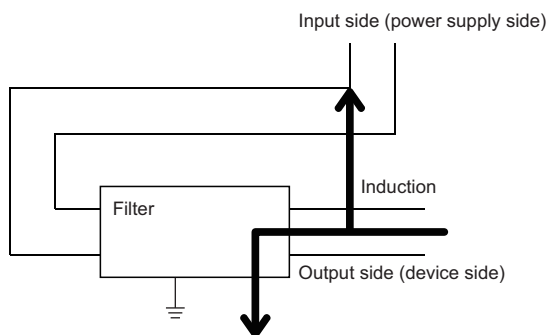 Input side (power supply side)
Induction
Filter
Output side (device side)